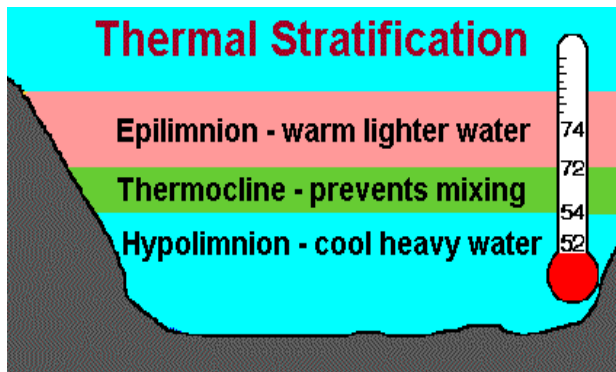 Thermal Stratification
Epilimnion - warm lighter water
74
72
Thermocline - prevents mixing
54
Hypolimnion - cool heavy water
52